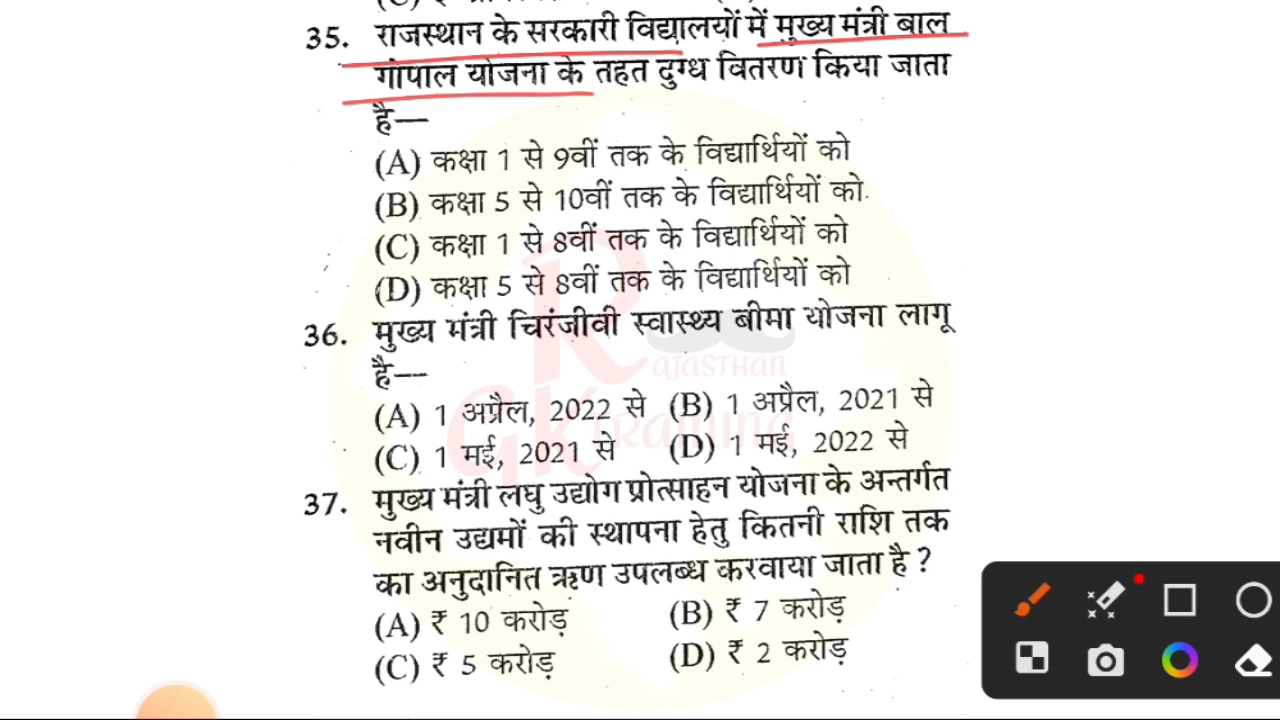 35. राजस्थान के सरकारी विद्यालयों में मुख्य मंत्री बाल
गोपाल योजना के तहत दुग्ध वितरण किया जाता
है—
(A) कक्षा 1 से 9वीं तक के विद्यार्थियों को
(B) कक्षा 5 से 10वीं तक के विद्यार्थियों को
(C) कक्षा 1 से 8वीं तक के विद्यार्थियों को
(D) कक्षा 5 से 8वीं तक के विद्यार्थियों को
36. मुख्य मंत्री चिरंजीवी स्वास्थ्य बीमा योजना लागू
है—
(A) 1 अप्रैल, 2022 से (B) 1 अप्रैल, 2021 से
(C) 1 मई, 2021 से (D) 1 मई, 2022 से
37. मुख्य मंत्री लघु उद्योग प्रोत्साहन योजना के अन्तर्गत
नवीन उद्यमों की स्थापना हेतु कितनी राशि तक
का अनुदानित ऋण उपलब्ध करवाया जाता है ?
(A) ₹ 10 करोड़ (B) ₹ 7 करोड़
(C) ₹ 5 करोड़ (D) ₹ 2 करोड़
RAJASTHAN
GK Training